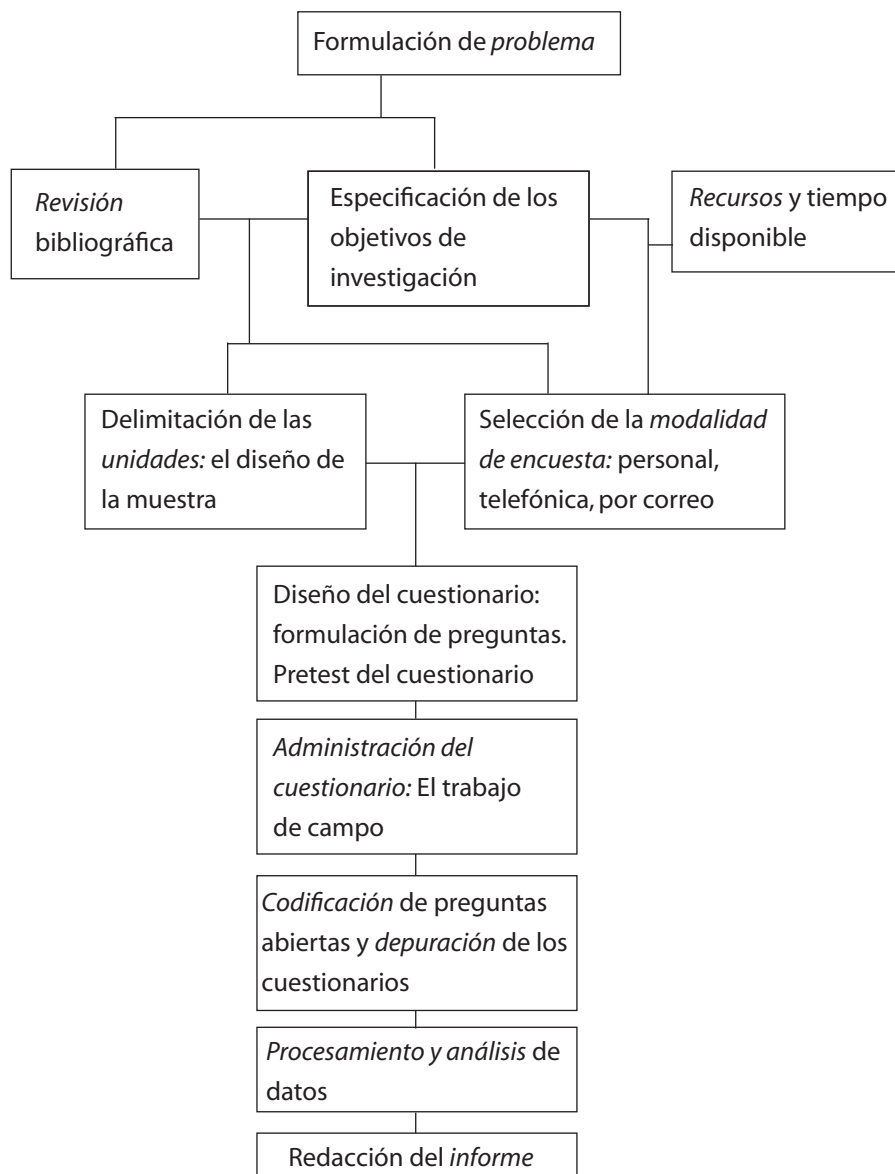 Formulación de problema
Revisión
bibliográfica
Especificación de los
objetivos de
investigación
Recursos y tiempo
disponible
Delimitación de las
unidades: el diseño de
la muestra
Selección de la modalidad
de encuesta: personal,
telefónica, por correo
Diseño del cuestionario:
formulación de preguntas.
Pretest del cuestionario
Administración del
cuestionario: El trabajo
de campo
Codificación de preguntas
abiertas y depuración de los
cuestionarios
Procesamiento y análisis de
datos
Redacción del informe